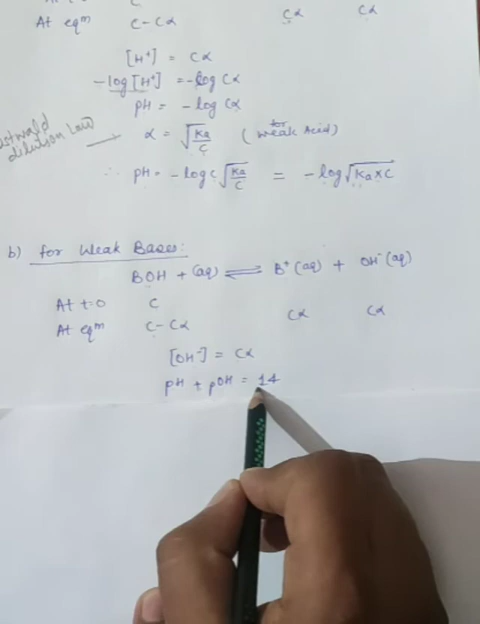 At eqm C-Cα Cα Cα
[H+] = Cα
-log[H+] = -log Cα
pH = -log Cα
dilution Law α = √Ka/C (for weak Acid)
∴ pH = -log C √Ka/C = -log √Ka×C
b) for Weak Bases:
BOH + (aq) ⇌ B+ (aq) + OH- (aq)
At t=0 C
At eqm C-Cα Cα Cα
[OH-] = Cα
pH + pOH = 14